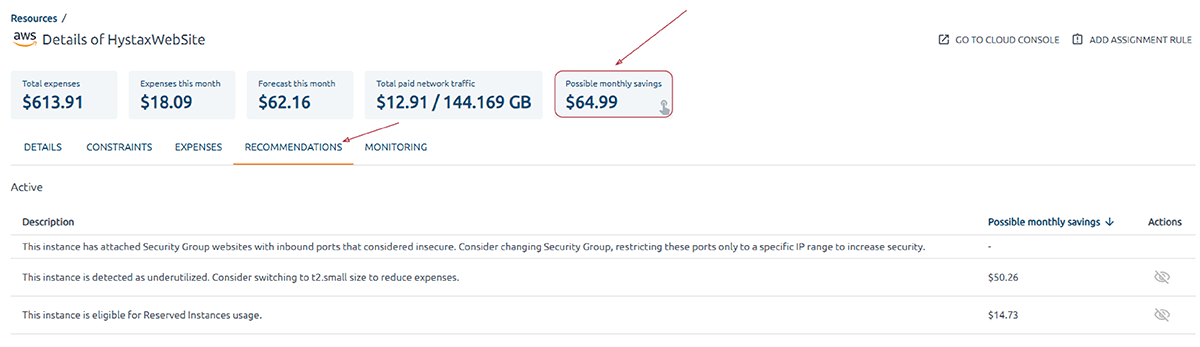 Resources /
aws Details of HystaxWebSite
GO TO CLOUD CONSOLE ADD ASSIGNMENT RULE
Total expenses
$613.91
Expenses this month
$18.09
Forecast this month
$62.16
Total paid network traffic
$12.91 / 144.169 GB
Possible monthly savings
$64.99
DETAILS CONSTRAINTS EXPENSES RECOMMENDATIONS MONITORING
Active
Description Possible monthly savings ↓ Actions
This instance has attached Security Group websites with inbound ports that considered insecure. Consider changing Security Group, restricting these ports only to a specific IP range to increase security. -
This instance is detected as underutilized. Consider switching to t2.small size to reduce expenses. $50.26
This instance is eligible for Reserved Instances usage. $14.73